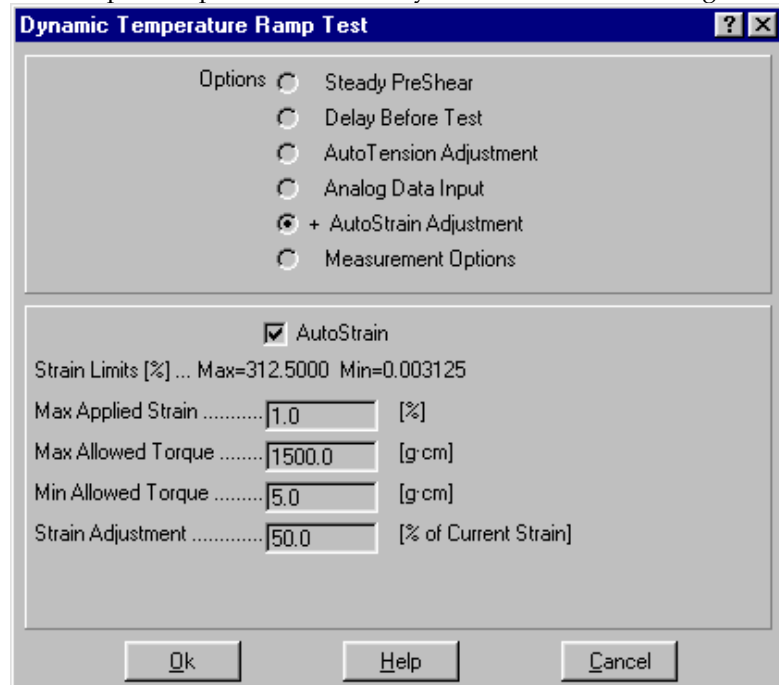 Dynamic Temperature Ramp Test
Options
Steady PreShear
Delay Before Test
AutoTension Adjustment
Analog Data Input
+ AutoStrain Adjustment
Measurement Options
AutoStrain
Strain Limits [%] ... Max=312.5000 Min=0.003125
Max Applied Strain ........... 1.0 [%]
Max Allowed Torque ........ 1500.0 [g·cm]
Min Allowed Torque ......... 5.0 [g·cm]
Strain Adjustment ............. 50.0 [% of Current Strain]
Ok Help Cancel